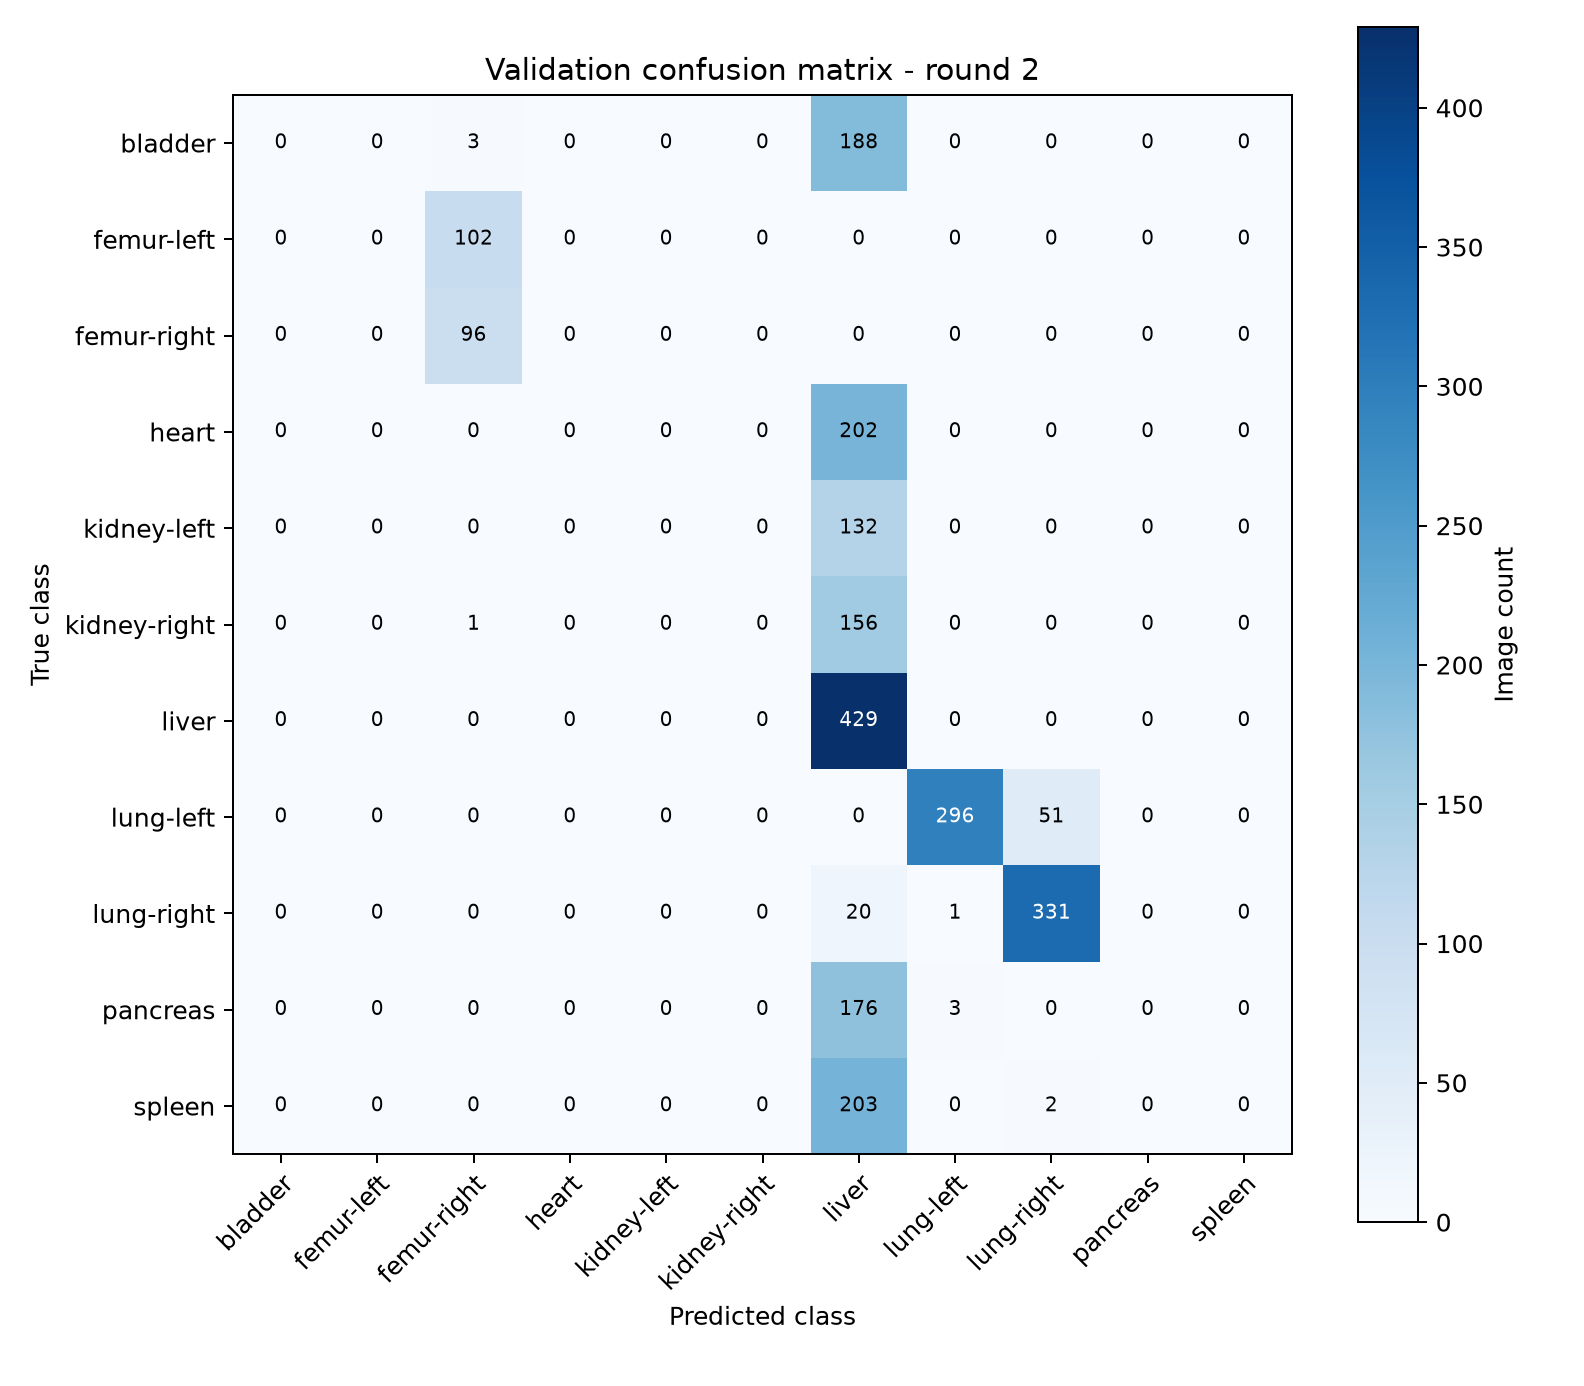 Validation confusion matrix - round 2
bladder 0 0 3 0 0 0 188 0 0 0 0
femur-left 0 0 102 0 0 0 0 0 0 0 0
femur-right 0 0 96 0 0 0 0 0 0 0 0
heart 0 0 0 0 0 0 202 0 0 0 0
kidney-left 0 0 0 0 0 0 132 0 0 0 0
kidney-right 0 0 1 0 0 0 156 0 0 0 0
liver 0 0 0 0 0 0 429 0 0 0 0
lung-left 0 0 0 0 0 0 0 296 51 0 0
lung-right 0 0 0 0 0 0 20 1 331 0 0
pancreas 0 0 0 0 0 0 176 3 0 0 0
spleen 0 0 0 0 0 0 203 0 2 0 0
bladder femur-left femur-right heart kidney-left kidney-right liver lung-left lung-right pancreas spleen
Predicted class
True class
400
350
300
250
200
150
100
50
0
Image count